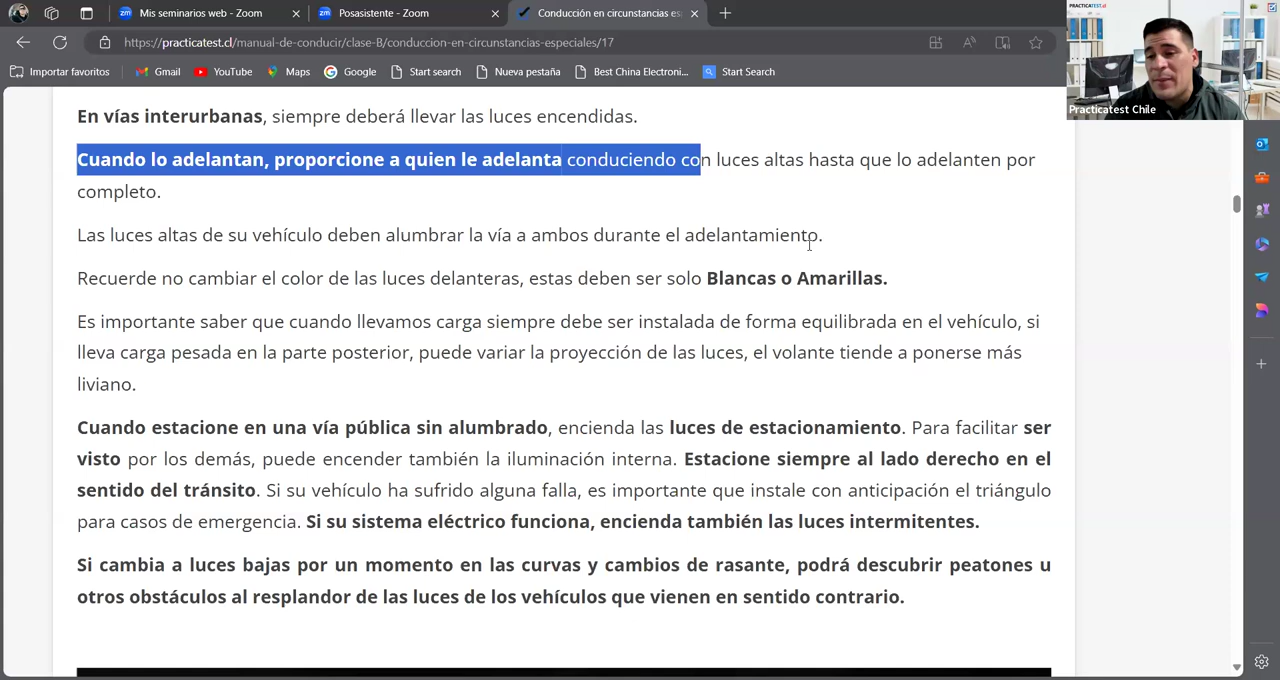 Mis seminarios web - Zoom
Posasistente - Zoom
Conducción en circunstancias es
https://practicatest.cl/manual-de-conducir/clase-B/conduccion-en-circunstancias-especiales/17
Importar favoritos
Gmail
YouTube
Maps
Google
Start search
Nueva pestaña
Best China Electroni...
Start Search
PRACTICATEST.cl
Practicatest Chile
En vías interurbanas, siempre deberá llevar las luces encendidas.
Cuando lo adelantan, proporcione a quien le adelanta conduciendo con luces altas hasta que lo adelanten por
completo.
Las luces altas de su vehículo deben alumbrar la vía a ambos durante el adelantamiento.
Recuerde no cambiar el color de las luces delanteras, estas deben ser solo Blancas o Amarillas.
Es importante saber que cuando llevamos carga siempre debe ser instalada de forma equilibrada en el vehículo, si
lleva carga pesada en la parte posterior, puede variar la proyección de las luces, el volante tiende a ponerse más
liviano.
Cuando estacione en una vía pública sin alumbrado, encienda las luces de estacionamiento. Para facilitar ser
visto por los demás, puede encender también la iluminación interna. Estacione siempre al lado derecho en el
sentido del tránsito. Si su vehículo ha sufrido alguna falla, es importante que instale con anticipación el triángulo
para casos de emergencia. Si su sistema eléctrico funciona, encienda también las luces intermitentes.
Si cambia a luces bajas por un momento en las curvas y cambios de rasante, podrá descubrir peatones u
otros obstáculos al resplandor de las luces de los vehículos que vienen en sentido contrario.